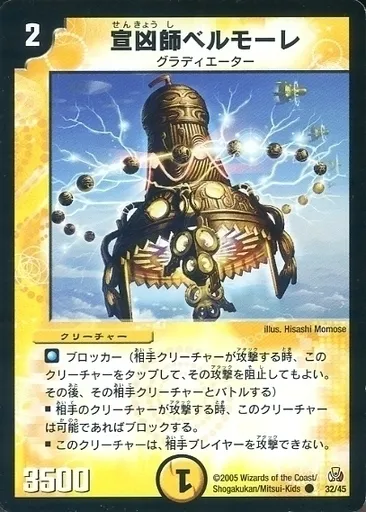 2
せんきょうし
宣凶師ベルモーレ
グラディエーター
illus. Hisashi Momose
クリーチャー
ブロッカー（相手クリーチャーが攻撃する時、この
クリーチャーをタップして、その攻撃を阻止してもよい。
その後、その相手クリーチャーとバトルする）
■ 相手のクリーチャーが攻撃する時、このクリーチャー
は可能であればブロックする。
■ このクリーチャーは、相手プレイヤーを攻撃できない。
3500
1
©2005 Wizards of the Coast/
Shogakukan/Mitsui-Kids
32/45